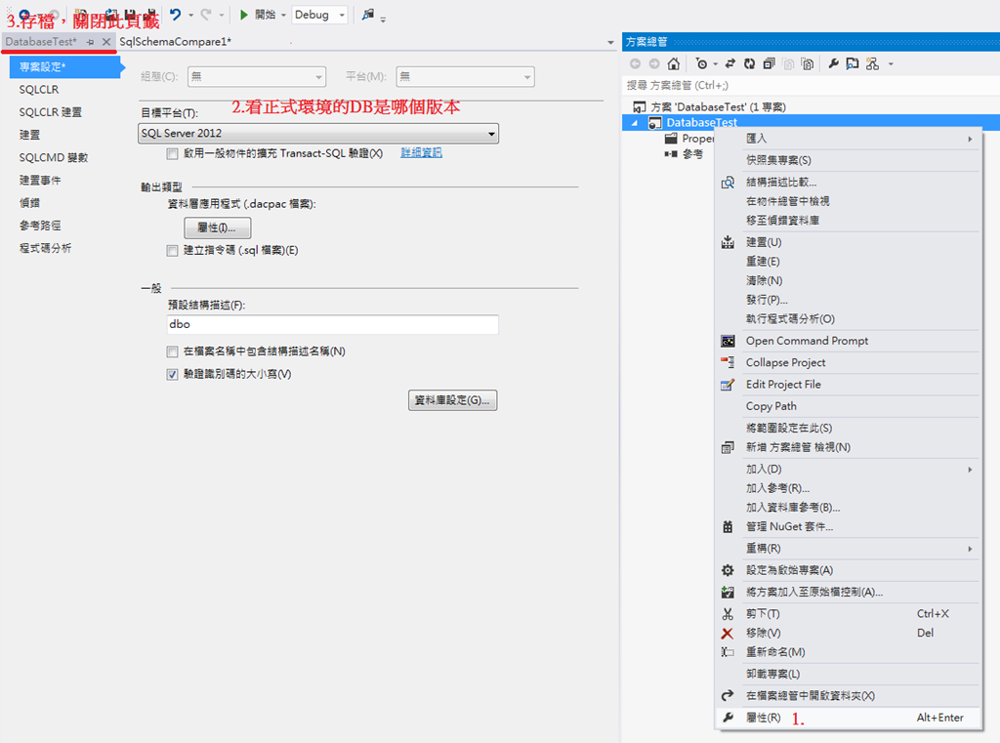 開始
Debug
3.存檔，關閉此頁籤
DatabaseTest*
SqlSchemaCompare1*
專案設定*
SQLCLR
SQLCLR 建置
建置
SQLCMD 變數
建置事件
偵錯
參考路徑
程式碼分析
組態(C):
無
平台(M):
無
2.看正式環境的DB是哪個版本
目標平台(T):
SQL Server 2012
啟用一般物件的擴充 Transact-SQL 驗證(X)
詳細資訊
輸出類型
資料層應用程式 (.dacpac 檔案):
屬性(I)...
建立指令碼 (.sql 檔案)(E)
一般
預設結構描述(F):
dbo
在檔案名稱中包含結構描述名稱(N)
驗證識別碼的大小寫(V)
資料庫設定(G)...
方案總管
搜尋 方案總管 (Ctrl+;)
方案 'DatabaseTest' (1 專案)
DatabaseTest
Proper
參考
匯入
快照集專案(S)
結構描述比較...
在物件總管中檢視
移至偵錯資料庫
建置(U)
重建(E)
清除(N)
發行(P)...
執行程式碼分析(O)
Open Command Prompt
Collapse Project
Edit Project File
Copy Path
將範圍設定在此(S)
新增 方案總管 檢視(N)
加入(D)
加入參考(R)...
加入資料庫參考(B)...
管理 NuGet 套件...
重構(R)
設定為啟始專案(A)
將方案加入至原始檔控制(A)...
剪下(T) Ctrl+X
移除(V) Del
重新命名(M)
卸載專案(L)
在檔案總管中開啟資料夾(X)
屬性(R) 1. Alt+Enter